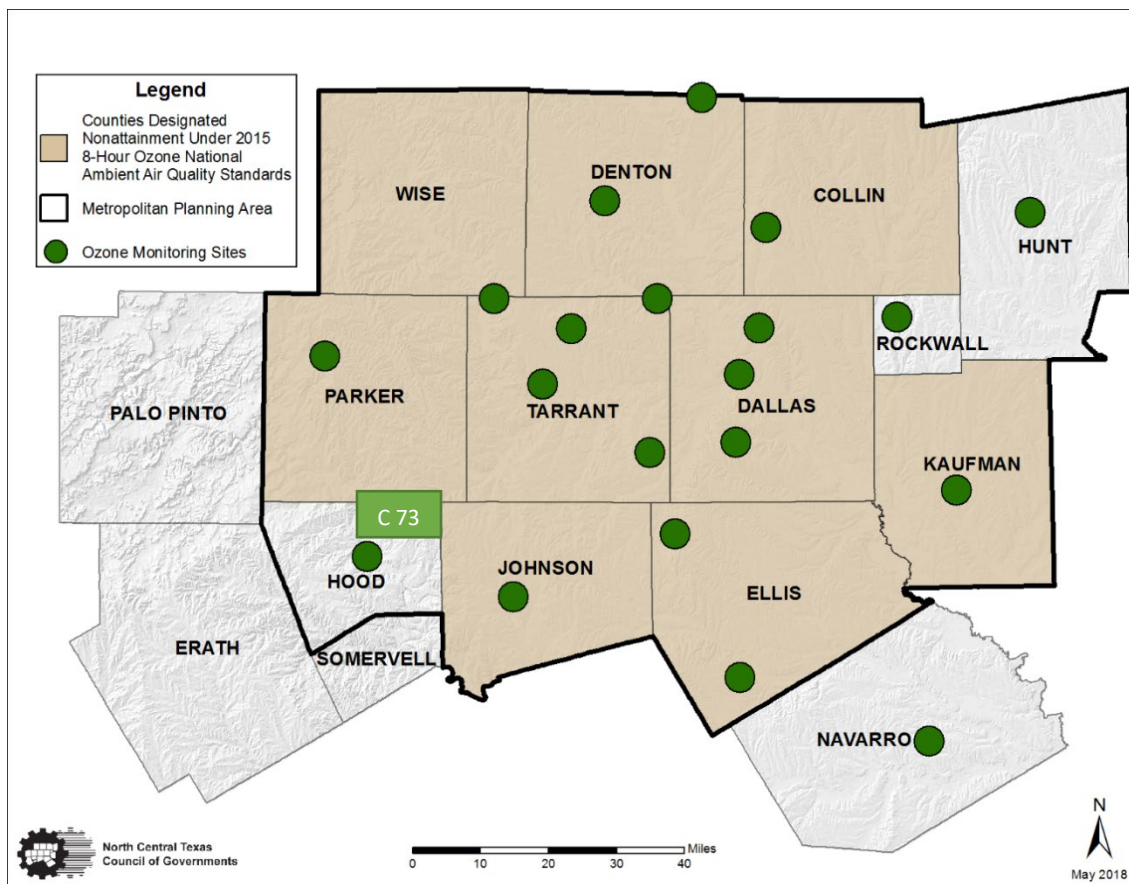 Legend
Counties Designated
Nonattainment Under 2015
8-Hour Ozone National
Ambient Air Quality Standards
Metropolitan Planning Area
Ozone Monitoring Sites
WISE
DENTON
COLLIN
HUNT
ROCKWALL
PALO PINTO
PARKER
TARRANT
DALLAS
KAUFMAN
C 73
HOOD
JOHNSON
ELLIS
ERATH
SOMERVELL
NAVARRO
North Central Texas
Council of Governments
Miles
0 10 20 30 40
N
May 2018